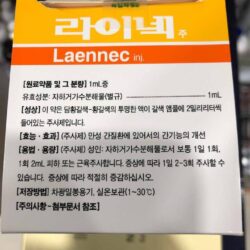 라이넥 주
Laennec inj.
[원료약품 및 그 분량] 1mL중
유효성분: 자하거가수분해물(별규) 1mL
[성상] 이 약은 담황갈색~황갈색의 투명한 액이 갈색 앰플에 2밀리리터씩
들어있는 주사제입니다.
[효능·효과] (주사제) 만성 간질환에 있어서의 간기능의 개선
[용법·용량] (주사제) 성인: 자하거가수분해물로서 보통 1일 1회,
1회 2mL 피하 또는 근육주사합니다. 증상에 따라 1일 2~3회 주사할 수
있습니다. 증상에 따라 적절히 증감하십시오.
[저장방법] 차광밀봉용기, 실온보관(1~30℃)
[주의사항-첨부문서 참조]